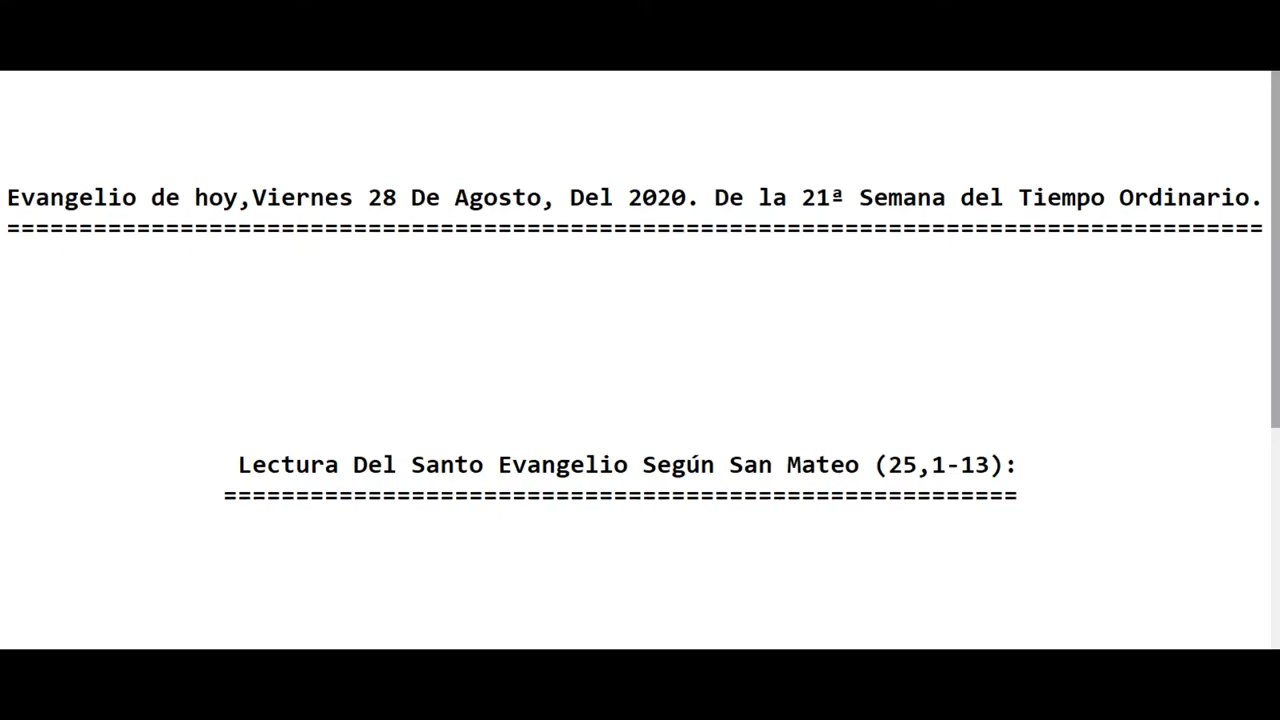 Evangelio de hoy,Viernes 28 De Agosto, Del 2020. De la 21ª Semana del Tiempo Ordinario.
=======================================================================================
Lectura Del Santo Evangelio Según San Mateo (25,1-13):
=======================================================